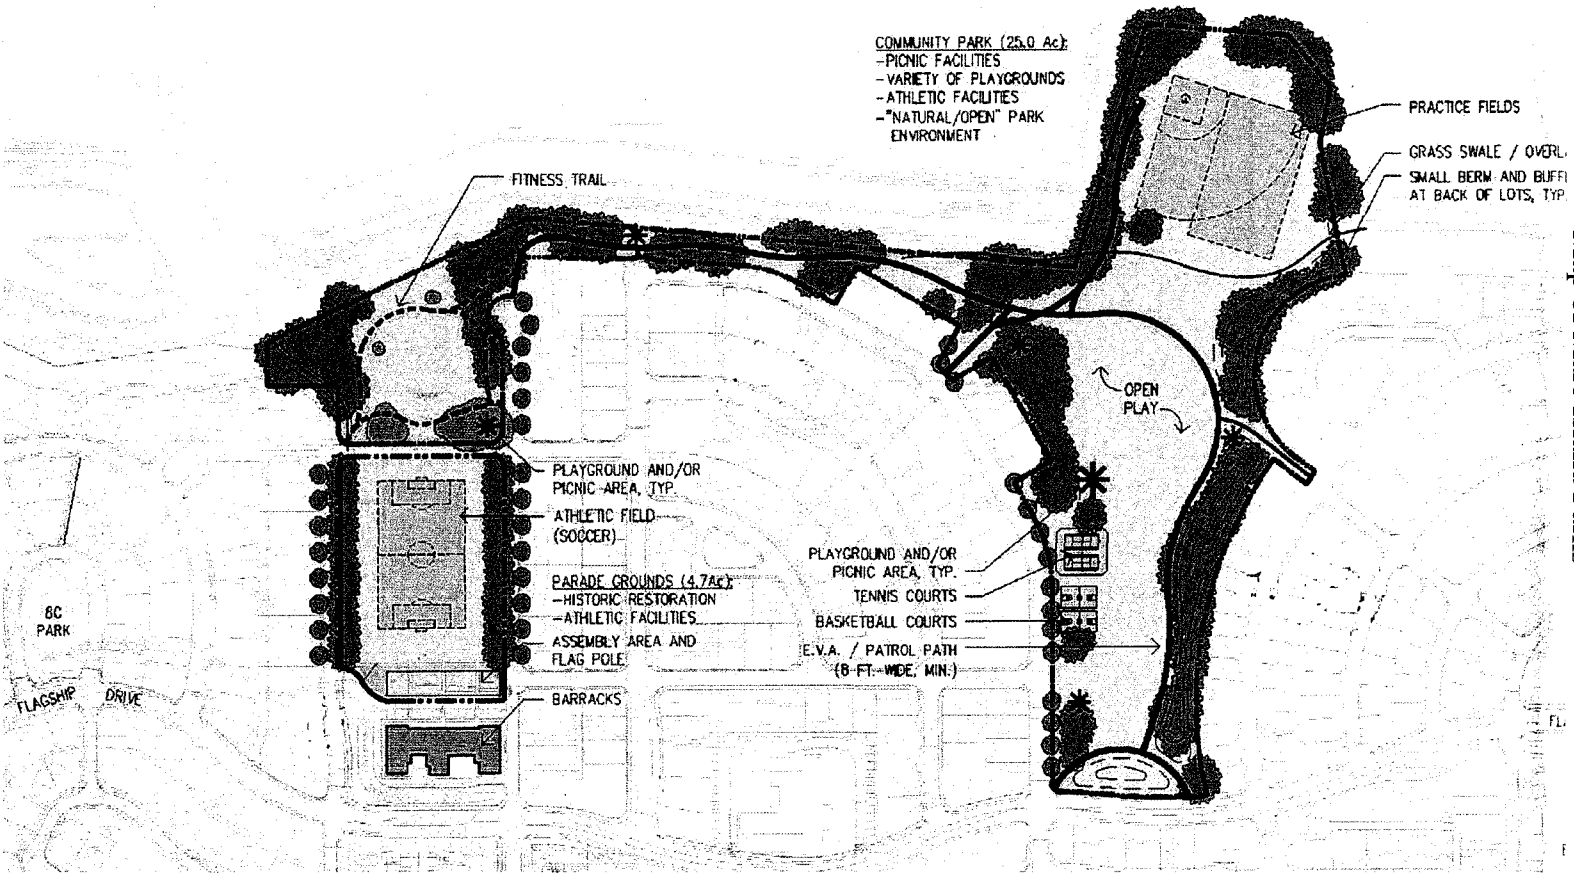 COMMUNITY PARK (25.0 Ac):
-PICNIC FACILITIES
-VARIETY OF PLAYGROUNDS
-ATHLETIC FACILITIES
-"NATURAL/OPEN" PARK
ENVIRONMENT
PRACTICE FIELDS
GRASS SWALE /
SMALL BERM AND
AT BACK OF LOTS, TYP.
FITNESS TRAIL
OPEN
PLAY
PLAYGROUND AND/OR
PICNIC AREA, TYP.
ATHLETIC FIELD
(SOCCER)
PARADE GROUNDS (4.7Ac):
-HISTORIC RESTORATION
-ATHLETIC FACILITIES
ASSEMBLY AREA AND
FLAG POLE
BARRACKS
PLAYGROUND AND/OR
PICNIC AREA, TYP.
TENNIS COURTS
BASKETBALL COURTS
E.V.A. / PATROL PATH
(8 FT. WIDE, MIN.)
PARK
FLAGSHIP DRIVE